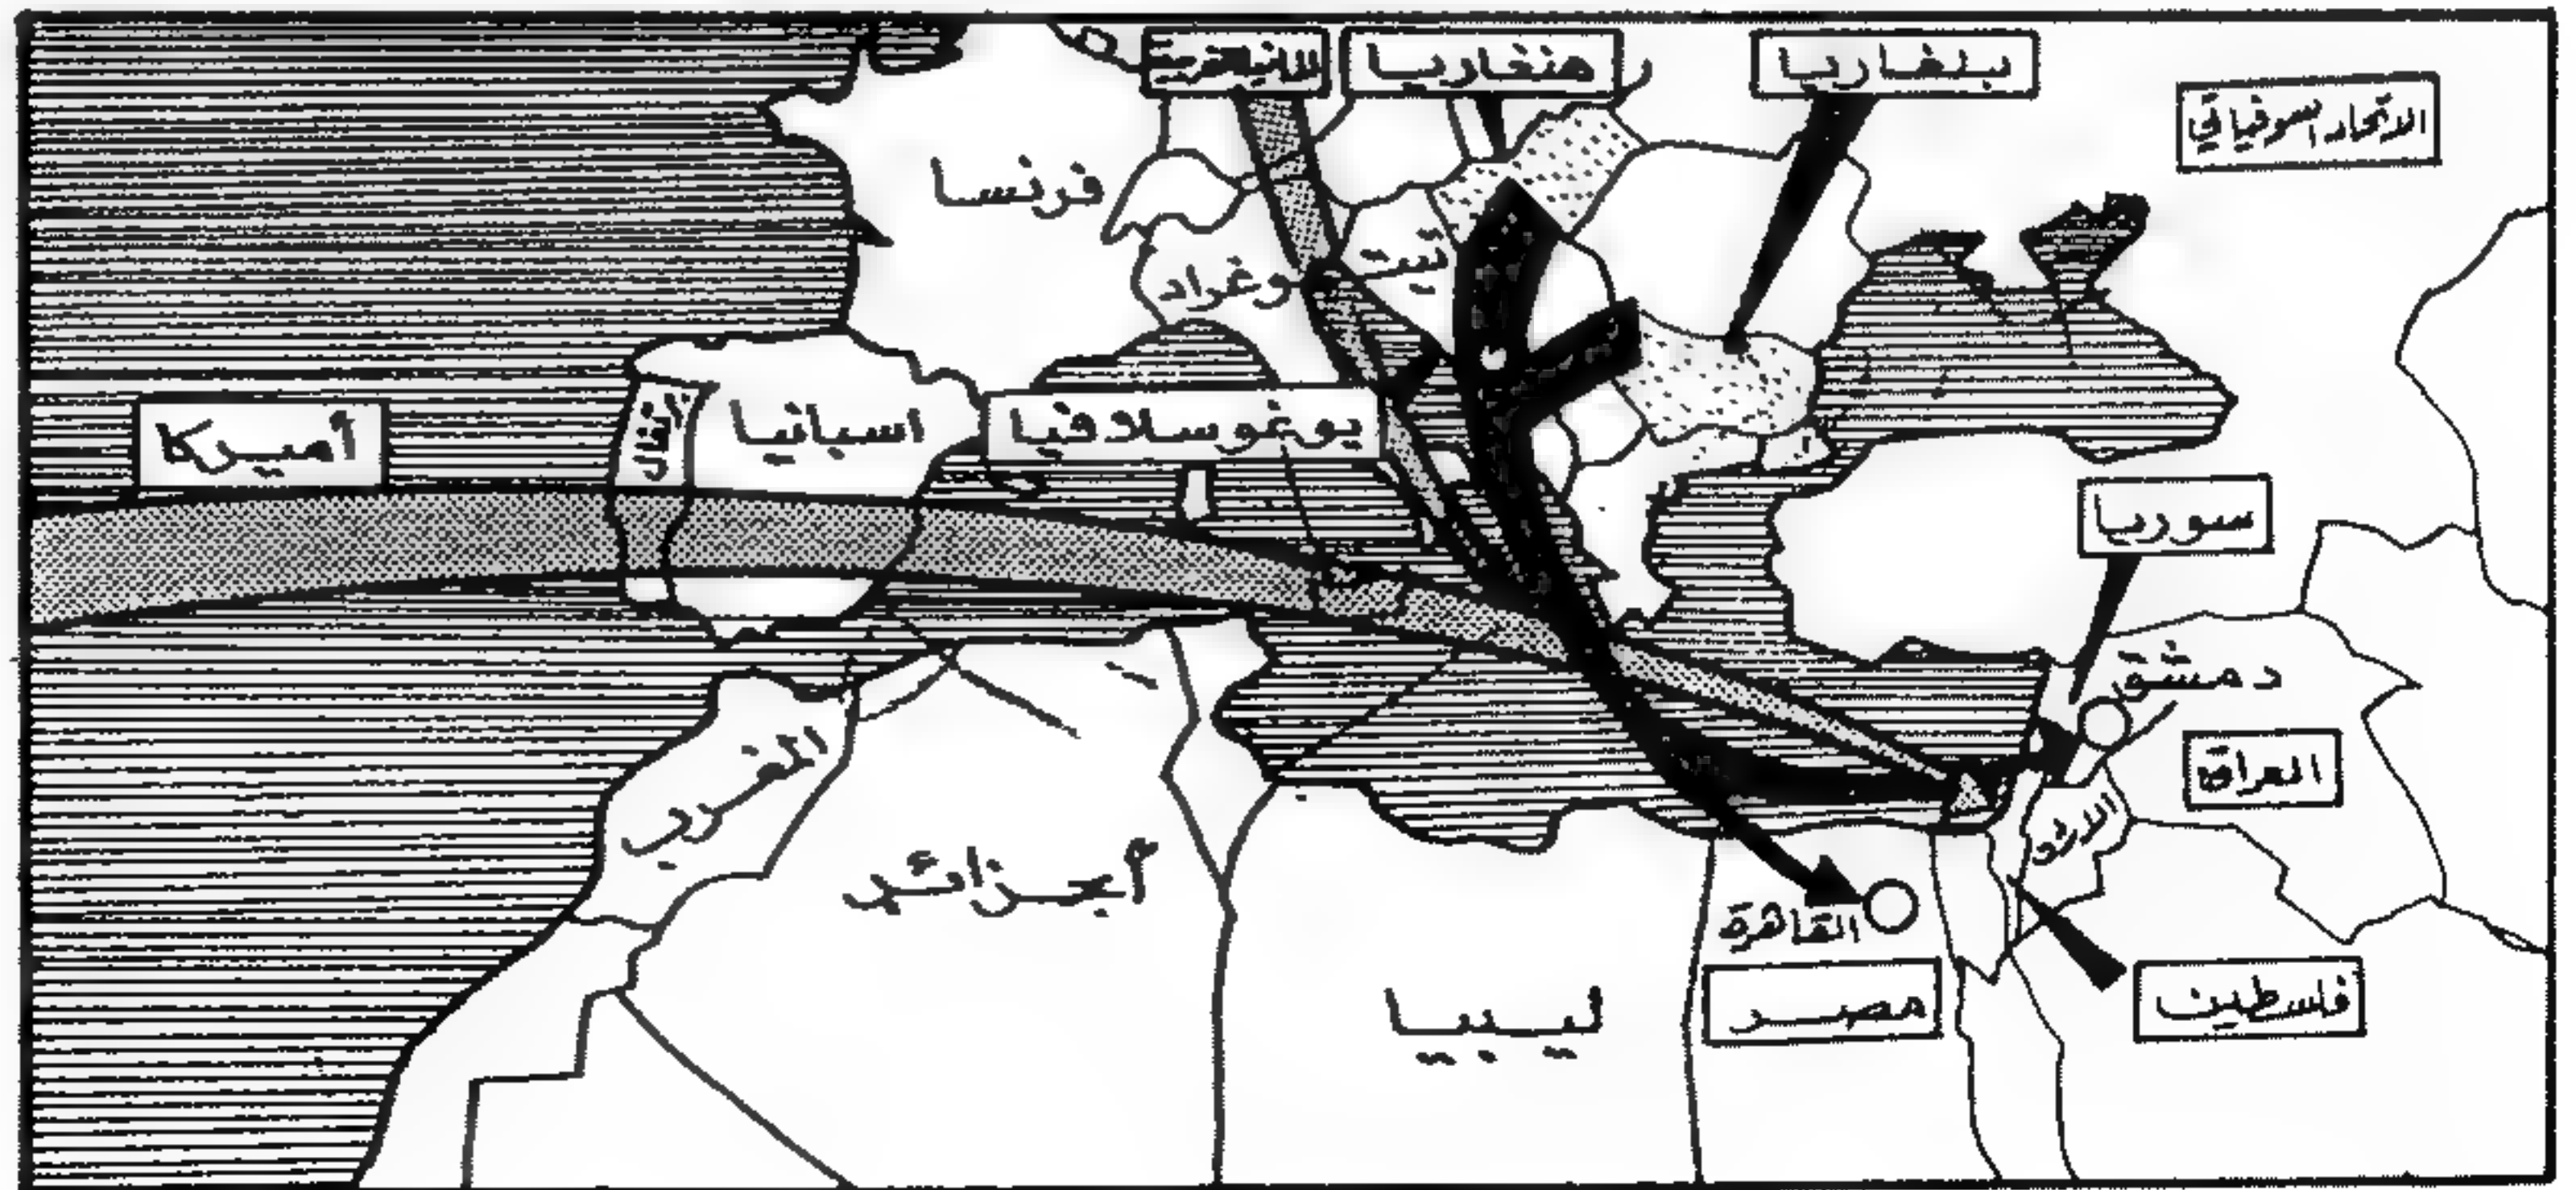 هنغاريا
بلغاريا
الاتحاد السوفياتي
فرنسا
تيت
وغراد
أميركا
اسبانيا
يوغوسلافيا
سوريا
دمشق
العراق
المغرب
الجزائر
القاهرة
ليبيا
مصر
فلسطين